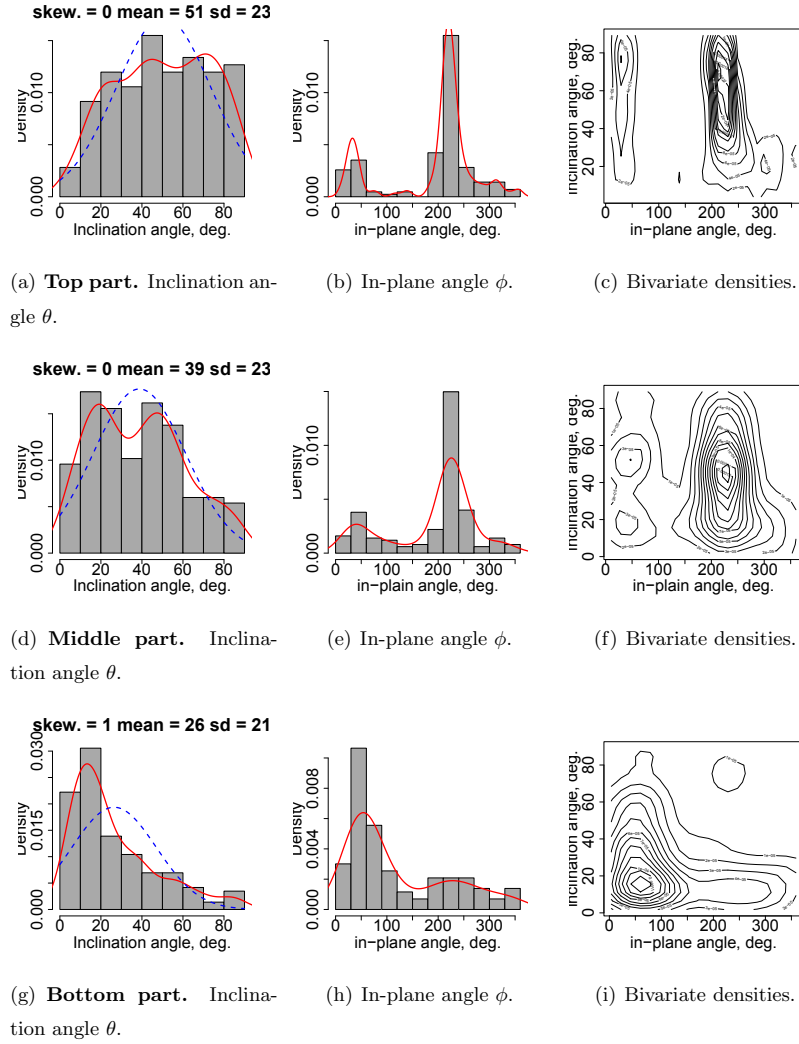 skew. = 0 mean = 51 sd = 23
Density
0.000 0.010
0 20 40 60 80
Inclination angle, deg.
Density
0.000 0.010
0 100 200 300
in−plane angle, deg.
inclination angle, deg.
20 40 60 80
0 100 200 300
in−plane angle, deg.
(a) Top part. Inclination an-
gle θ.
(b) In-plane angle ϕ.
(c) Bivariate densities.
skew. = 0 mean = 39 sd = 23
Density
0.000 0.010
0 20 40 60 80
Inclination angle, deg.
Density
0.000 0.010
0 100 200 300
in−plain angle, deg.
inclination angle, deg.
0 20 40 60 80
0 100 200 300
in−plain angle, deg.
(d) Middle part. Inclina-
tion angle θ.
(e) In-plane angle ϕ.
(f) Bivariate densities.
skew. = 1 mean = 26 sd = 21
Density
0.000 0.015 0.030
0 20 40 60 80
Inclination angle, deg.
Density
0.000 0.004 0.008
0 100 200 300
in−plane angle, deg.
inclination angle, deg.
0 20 40 60 80
0 100 200 300
in−plane angle, deg.
(g) Bottom part. Inclina-
tion angle θ.
(h) In-plane angle ϕ.
(i) Bivariate densities.